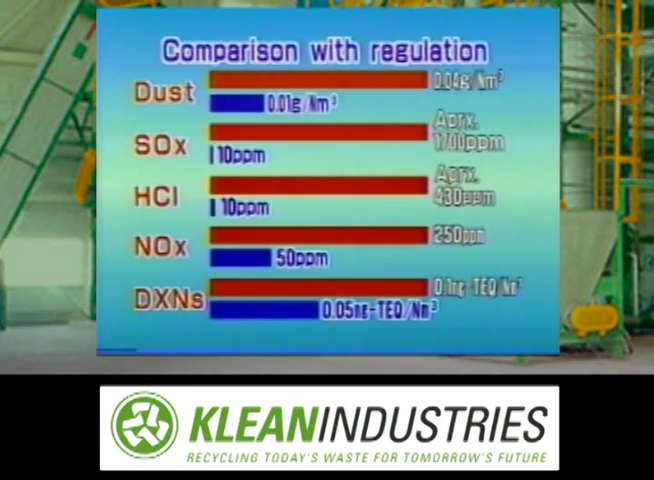 Comparison with regulation
Dust
0.04g/Nm³
0.01g/Nm³
SOx
Aprx.
1700ppm
10ppm
HCl
Aprx.
430ppm
10ppm
NOx
250ppm
50ppm
DXNs
0.1ng-TEQ/Nm³
0.05ng-TEQ/Nm³
KLEANINDUSTRIES
RECYCLING TODAY'S WASTE FOR TOMORROW'S FUTURE